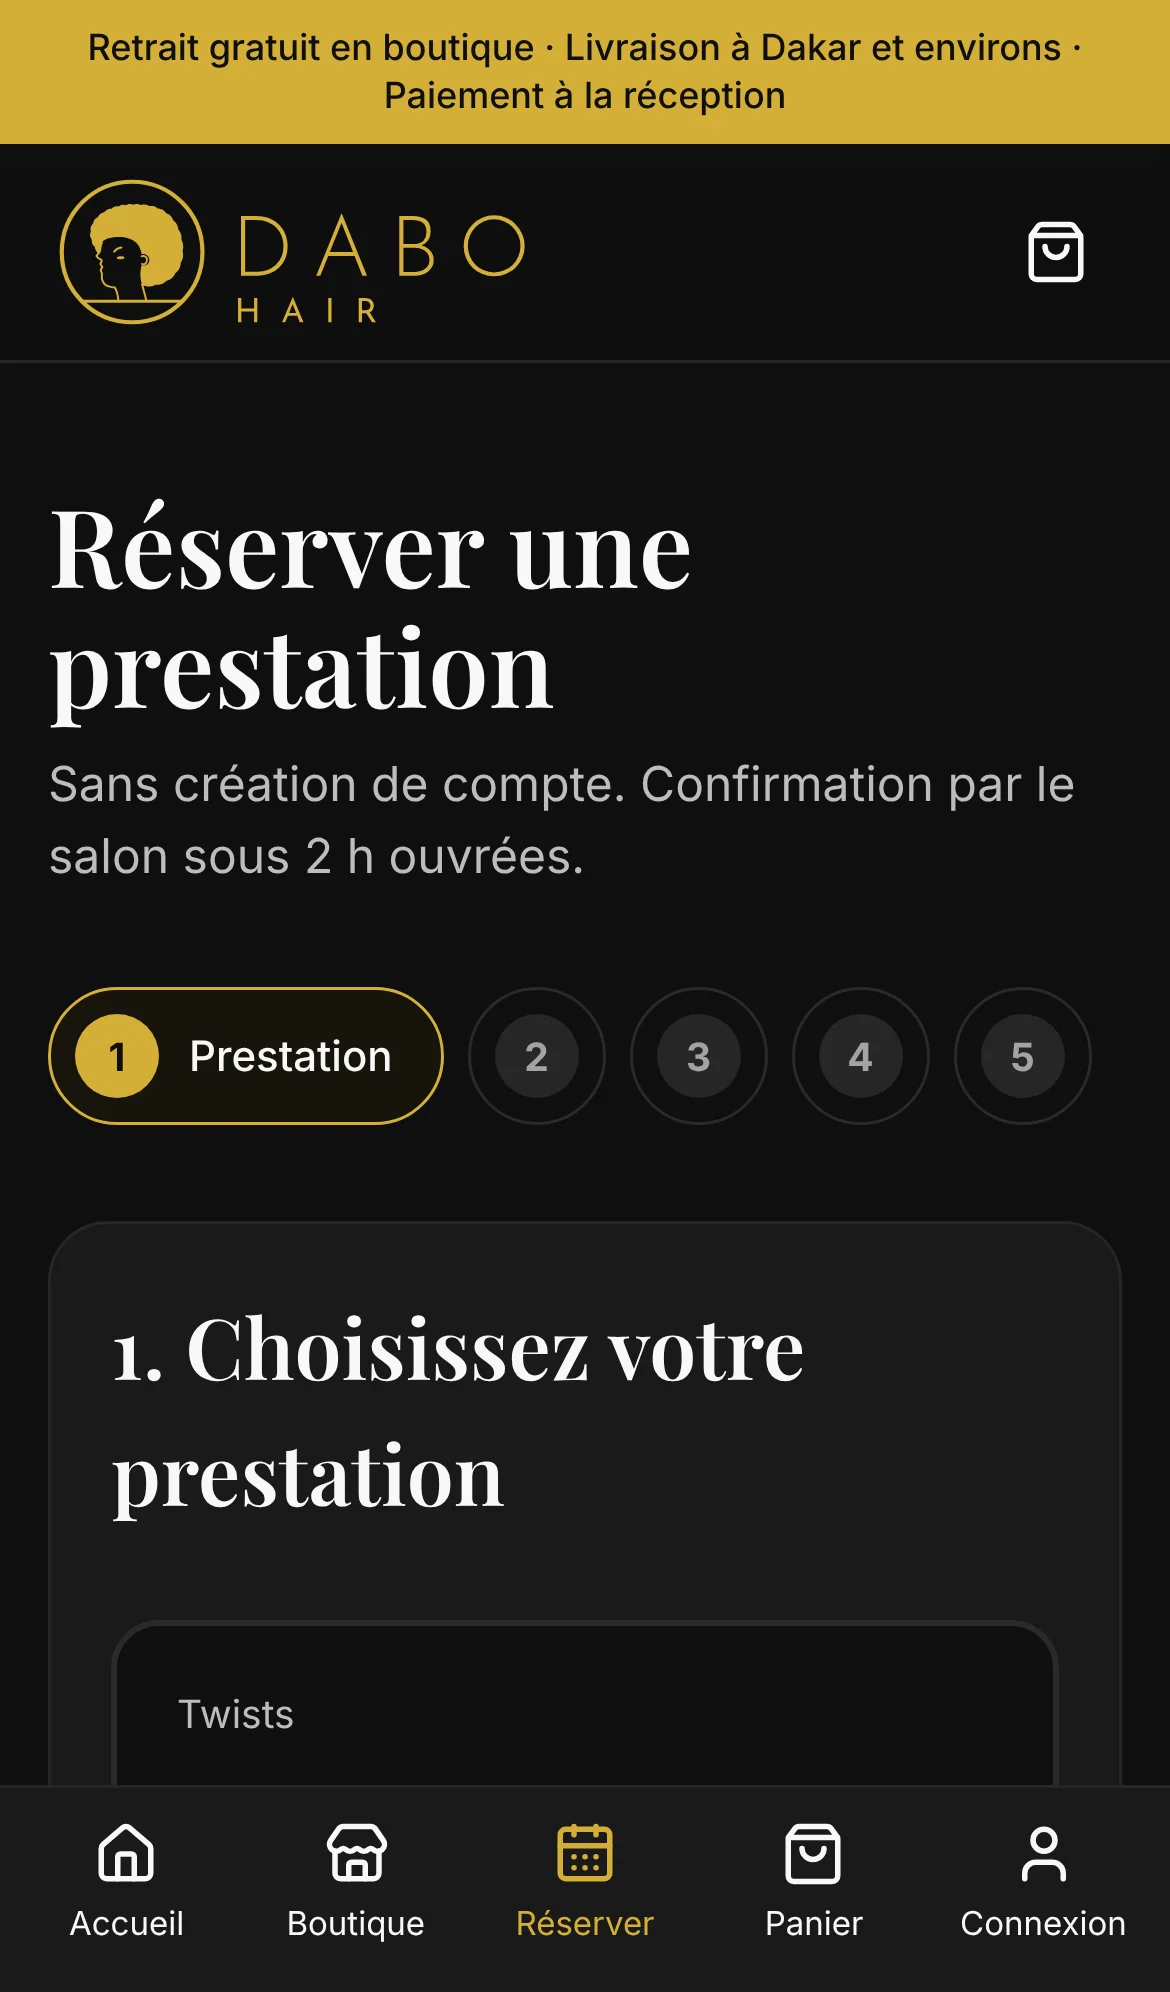 Retrait gratuit en boutique · Livraison à Dakar et environs ·
Paiement à la réception
DABO
HAIR
Réserver une
prestation
Sans création de compte. Confirmation par le
salon sous 2 h ouvrées.
1 Prestation 2 3 4 5
1. Choisissez votre
prestation
Twists
Accueil Boutique Réserver Panier Connexion